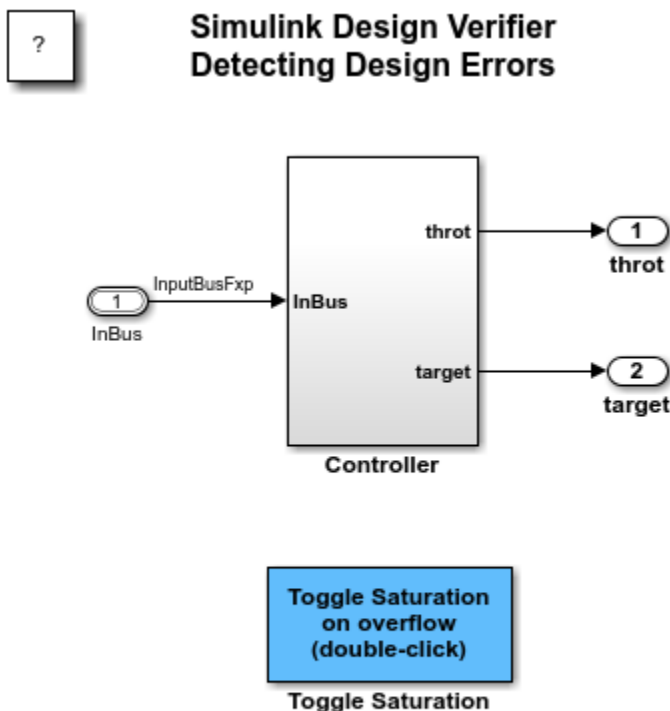 ?
Simulink Design Verifier
Detecting Design Errors
throt
1
throt
InputBusFxp
1
InBus
InBus
target
2
target
Controller
Toggle Saturation
on overflow
(double-click)
Toggle Saturation